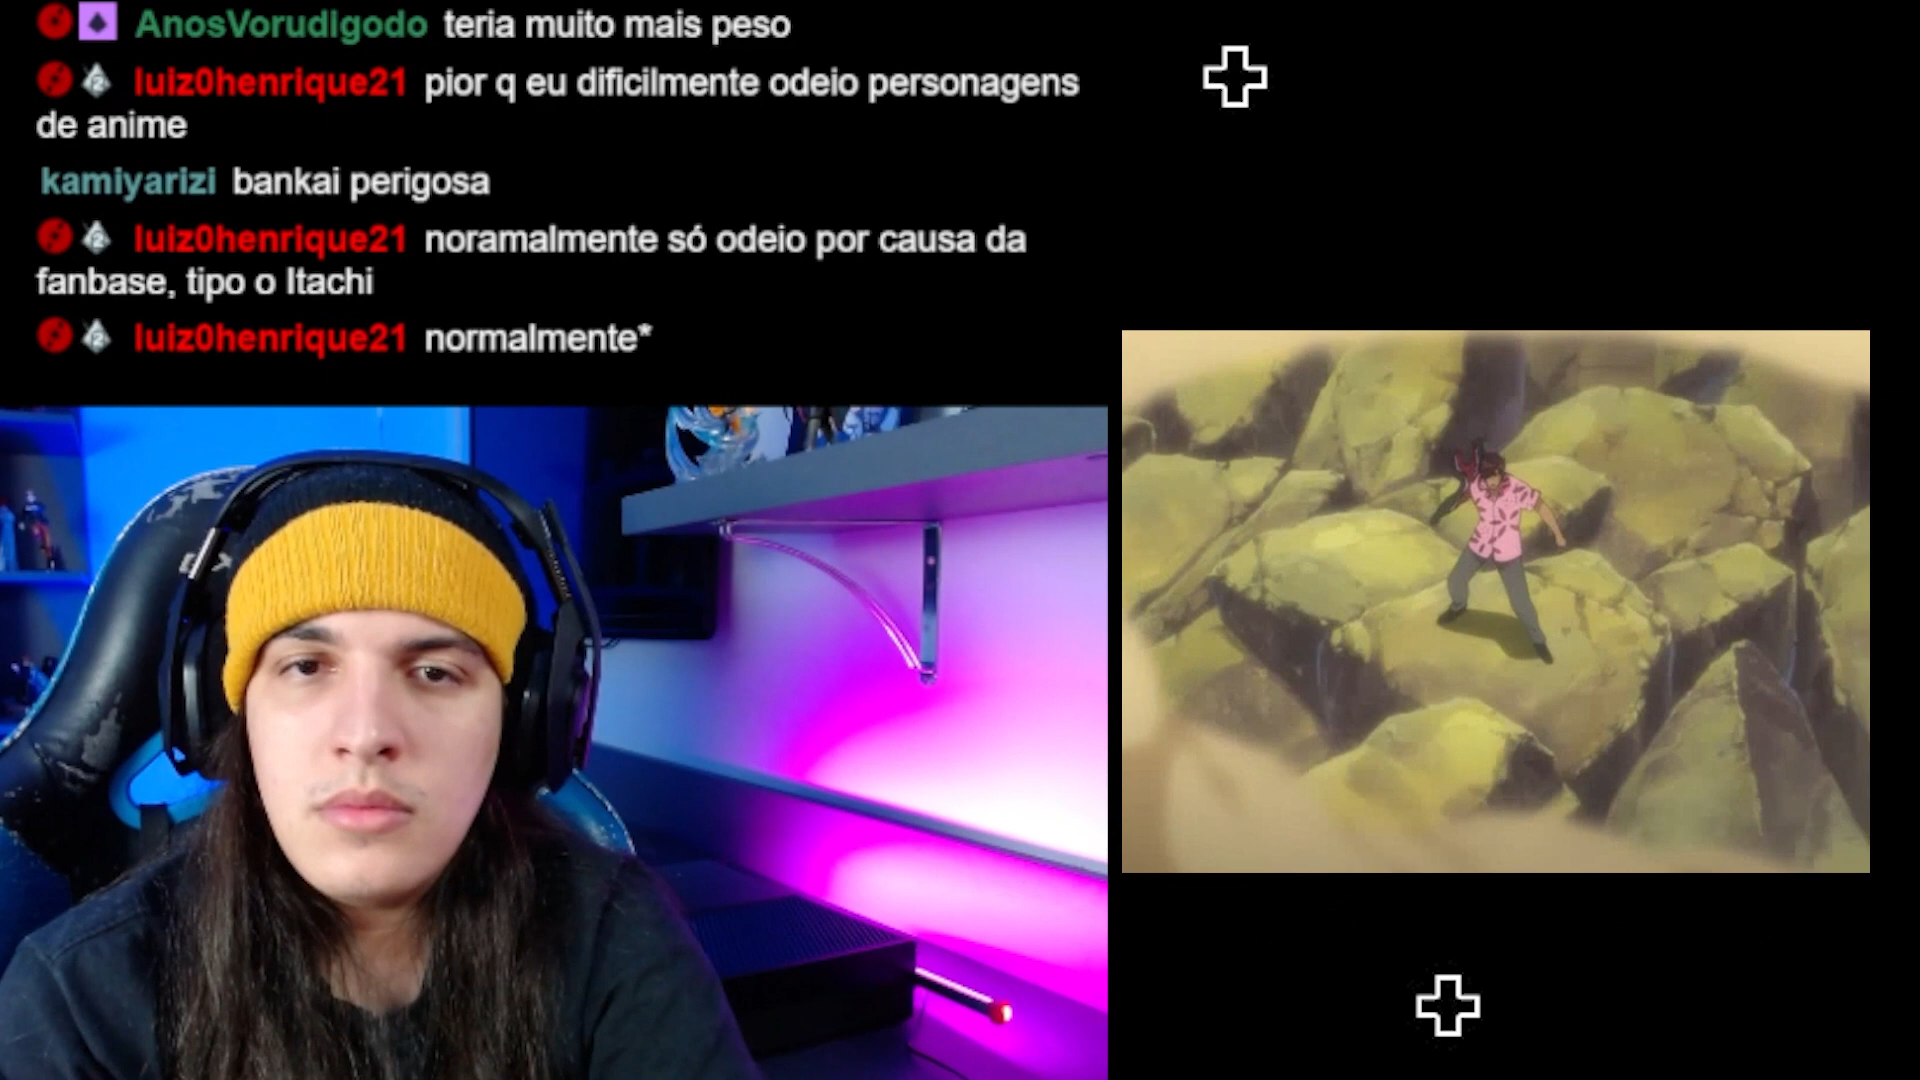 AnosVorudIgodo teria muito mais peso
luiz0henrique21 pior q eu dificilmente odeio personagens
de anime
kamiyarizi bankai perigosa
luiz0henrique21 noramalmente só odeio por causa da
fanbase, tipo o Itachi
luiz0henrique21 normalmente*